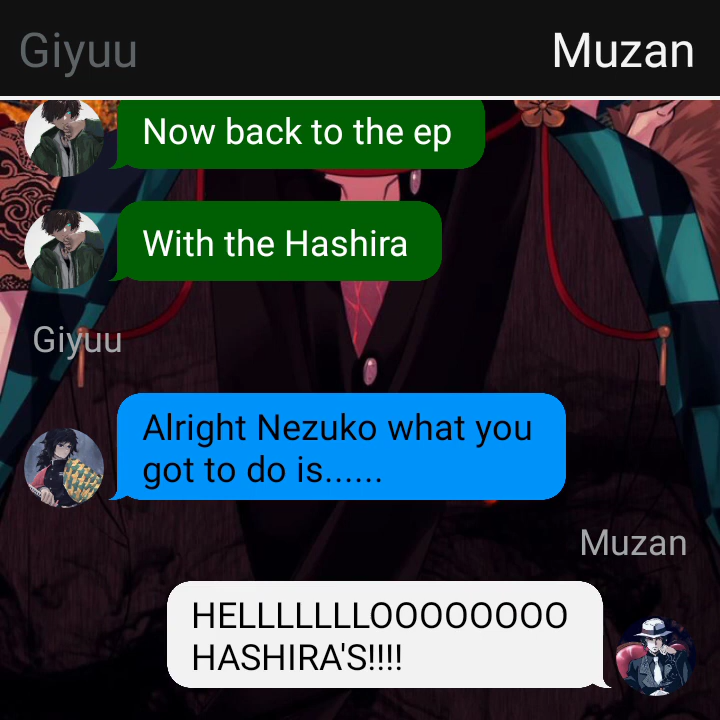 Giyuu
Muzan
Now back to the ep
With the Hashira
Giyuu
Alright Nezuko what you
got to do is......
Muzan
HELLLLLLLOOOOOOOO
HASHIRA'S!!!!